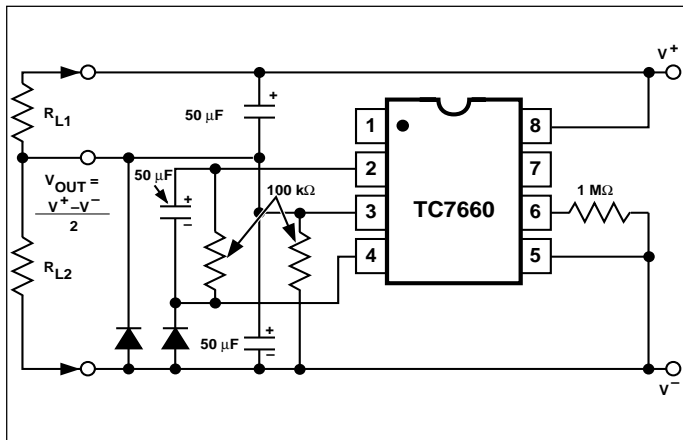 V+
+
50 µF
RL1
1
8
2
7
VOUT =
V+–V–
2
50 µF
+
–
100 kΩ
3
TC7660
6
1 MΩ
4
5
RL2
50 µF
+
–
V–